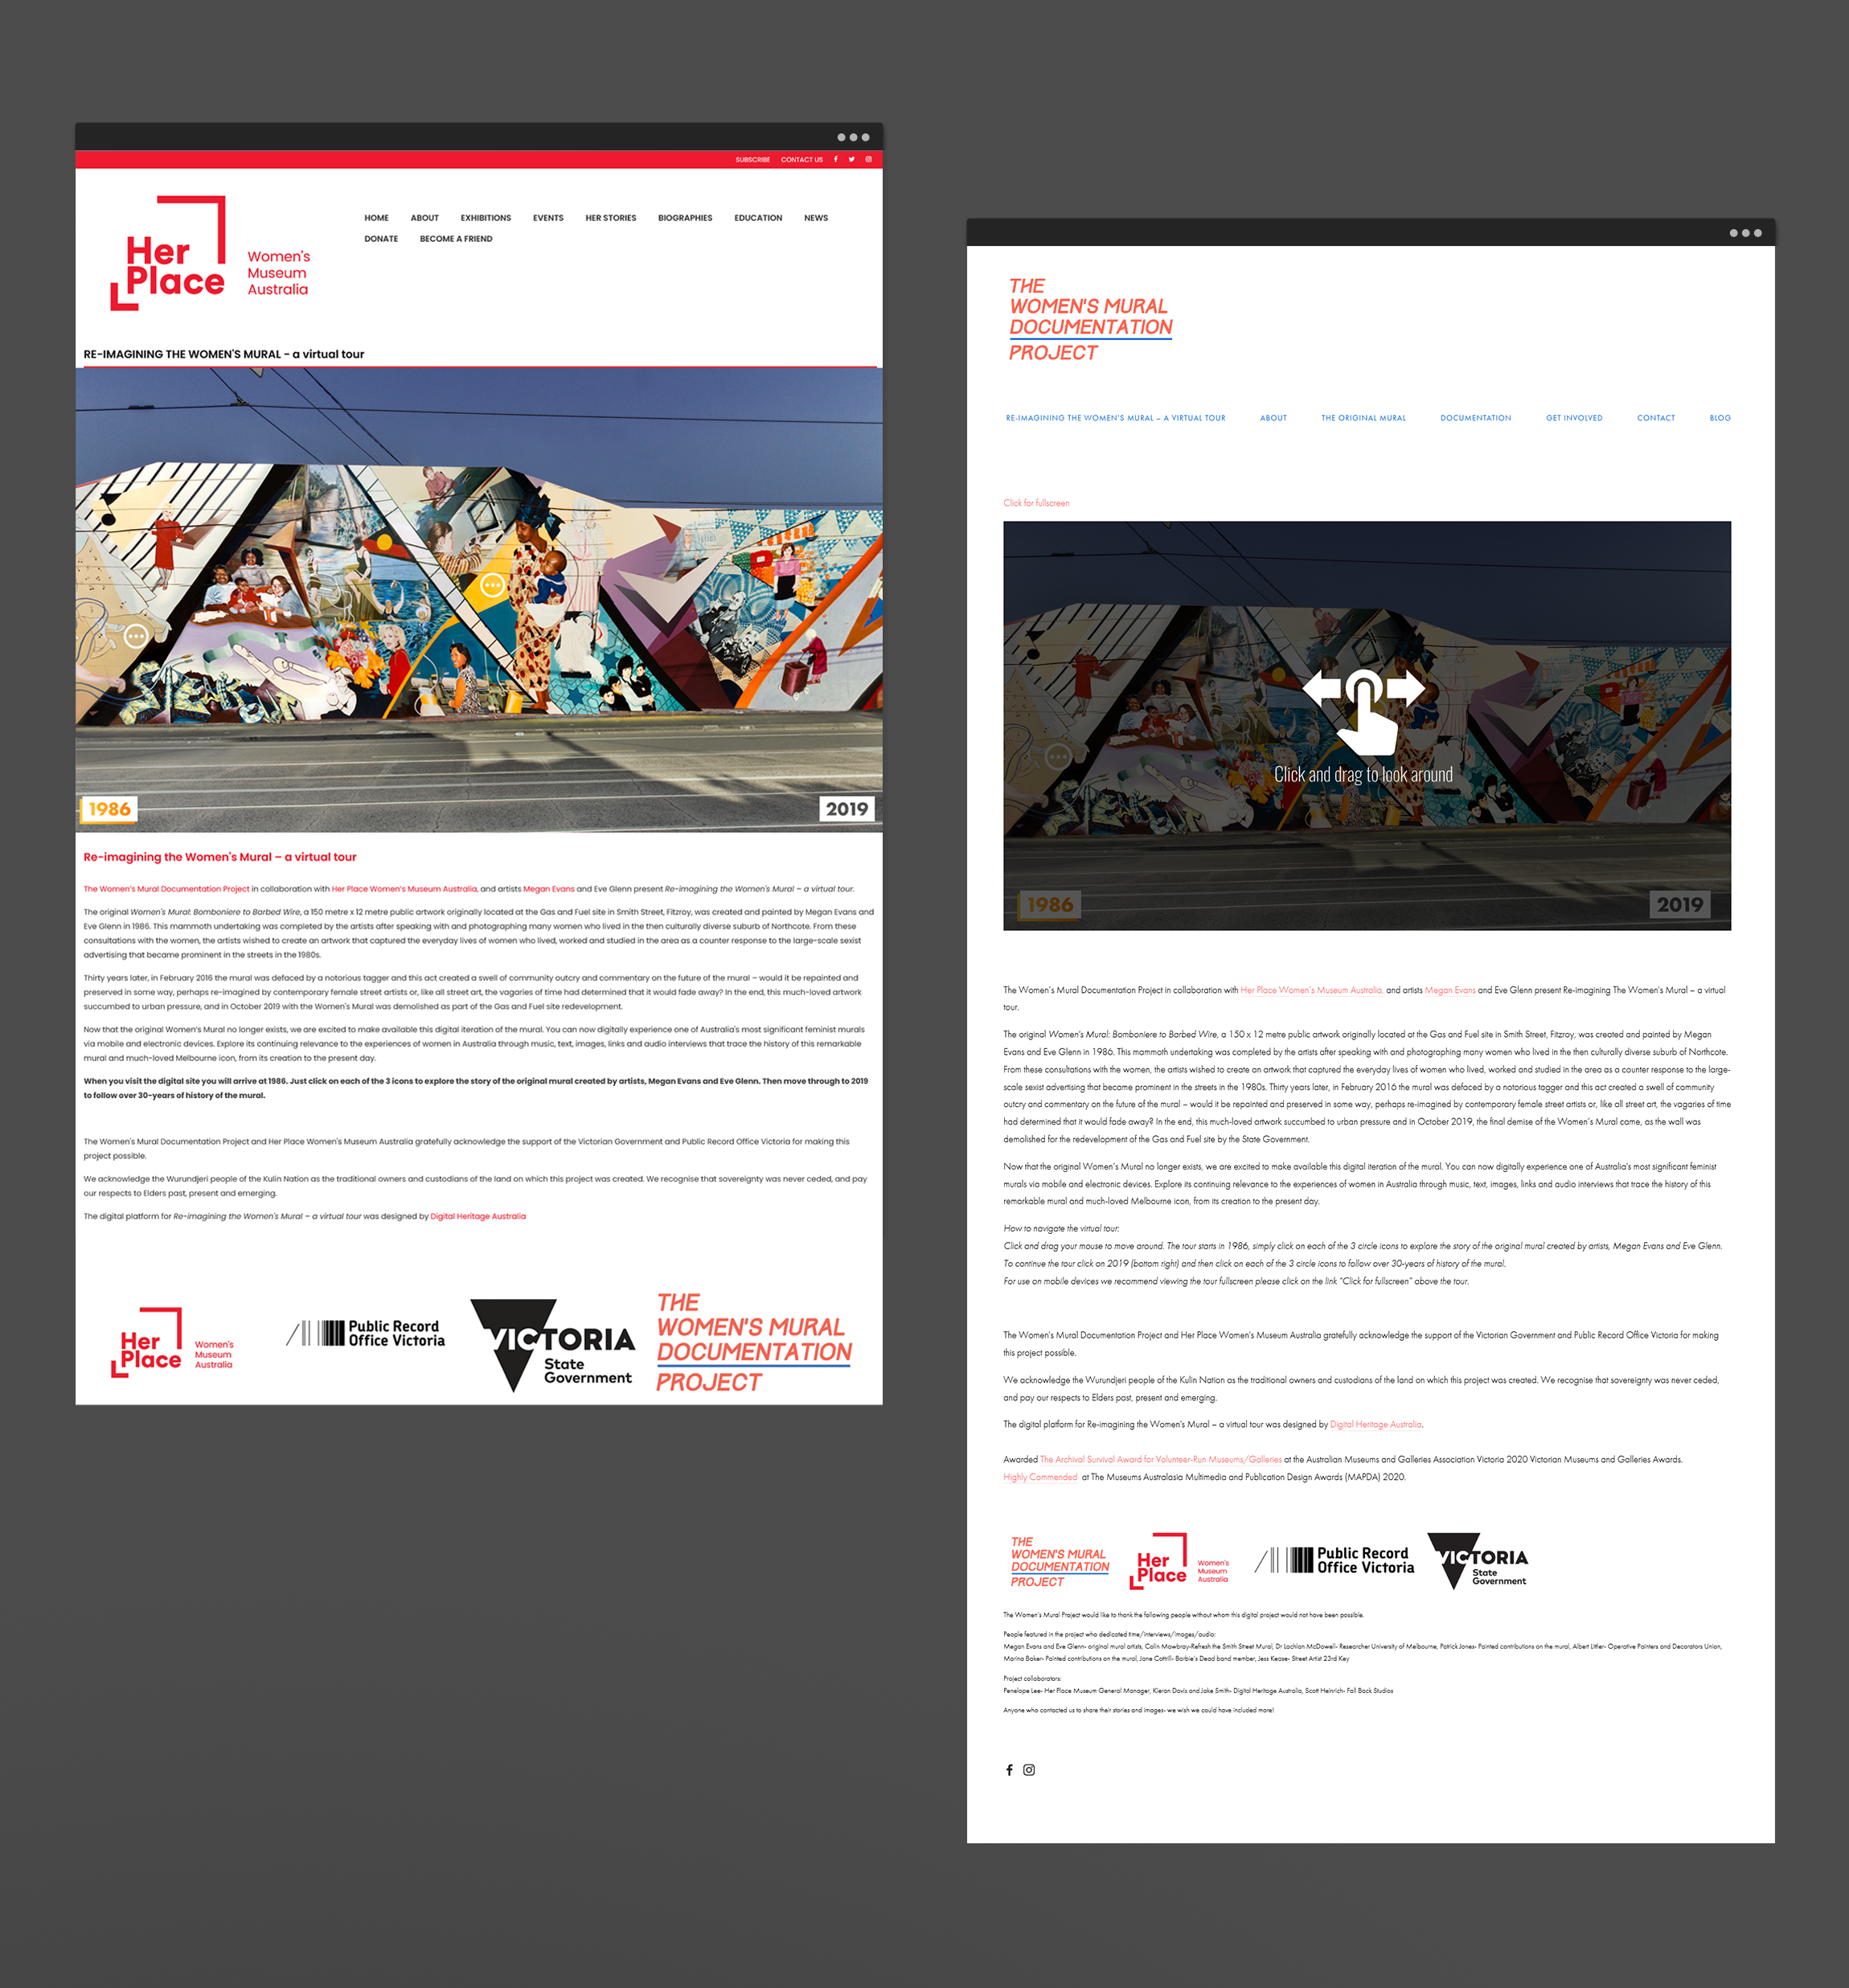 SUBSCRIBE CONTACT US
Her
Place
Women's
Museum
Australia
HOME ABOUT EXHIBITIONS EVENTS HER STORIES BIOGRAPHIES EDUCATION NEWS
DONATE BECOME A FRIEND
RE-IMAGINING THE WOMEN'S MURAL - a virtual tour
1986
2019
Re-imagining the Women's Mural – a virtual tour
The Women's Mural Documentation Project in collaboration with Her Place Women's Museum Australia, and artists Megan Evans and Eve Glenn present Re-imagining the Women's Mural – a virtual tour.
The original Women's Mural: Bomboniere to Barbed Wire, a 150 metre x 12 metre public artwork originally located at the Gas and Fuel site in Smith Street, Fitzroy, was created and painted by Megan Evans and
Eve Glenn in 1986. This mammoth undertaking was completed by the artists after speaking with and photographing many women who lived in the then culturally diverse suburb of Northcote. From these
consultations with the women, the artists wished to create an artwork that captured the everyday lives of women who lived, worked and studied in the area as a counter response to the large-scale sexist
advertising that became prominent in the streets in the 1980s.
Thirty years later, in February 2016 the mural was defaced by a notorious tagger and this act created a swell of community outcry and commentary on the future of the mural – would it be repainted and
preserved in some way, perhaps re-imagined by contemporary female street artists or, like all street art, the vagaries of time had determined that it would fade away? In the end, this much-loved artwork
succumbed to urban pressure, and in October 2019 with the Women's Mural was demolished as part of the Gas and Fuel site redevelopment.
Now that the original Women's Mural no longer exists, we are excited to make available this digital iteration of the mural. You can now digitally experience one of Australia's most significant feminist murals
via mobile and electronic devices. Explore its continuing relevance to the experiences of women in Australia through music, text, images, links and audio interviews that trace the history of this remarkable
mural and much-loved Melbourne icon, from its creation to the present day.
When you visit the digital site you will arrive at 1986. Just click on each of the 3 icons to explore the story of the original mural created by artists, Megan Evans and Eve Glenn. Then move through to 2019
to follow over 30-years of history of the mural.
The Women's Mural Documentation Project and Her Place Women's Museum Australia gratefully acknowledge the support of the Victorian Government and Public Record Office Victoria for making this
project possible.
We acknowledge the Wurundjeri people of the Kulin Nation as the traditional owners and custodians of the land on which this project was created. We recognise that sovereignty was never ceded, and pay
our respects to Elders past, present and emerging.
The digital platform for Re-imagining the Women's Mural – a virtual tour was designed by Digital Heritage Australia
Her
Place
Women's
Museum
Australia
Public Record
Office Victoria
VICTORIA
State
Government
THE
WOMEN'S MURAL
DOCUMENTATION
PROJECT
THE
WOMEN'S MURAL
DOCUMENTATION
PROJECT
RE-IMAGINING THE WOMEN'S MURAL – A VIRTUAL TOUR ABOUT THE ORIGINAL MURAL DOCUMENTATION GET INVOLVED CONTACT BLOG
Click for fullscreen
Click and drag to look around
1986
2019
The Women's Mural Documentation Project in collaboration with Her Place Women's Museum Australia, and artists Megan Evans and Eve Glenn present Re-imagining The Women's Mural – a virtual
tour.
The original Women's Mural: Bomboniere to Barbed Wire, a 150 x 12 metre public artwork originally located at the Gas and Fuel site in Smith Street, Fitzroy, was created and painted by Megan
Evans and Eve Glenn in 1986. This mammoth undertaking was completed by the artists after speaking with and photographing many women who lived in the then culturally diverse suburb of Northcote.
From these consultations with the women, the artists wished to create an artwork that captured the everyday lives of women who lived, worked and studied in the area as a counter response to the large-
scale sexist advertising that became prominent in the streets in the 1980s. Thirty years later, in February 2016 the mural was defaced by a notorious tagger and this act created a swell of community
outcry and commentary on the future of the mural – would it be repainted and preserved in some way, perhaps re-imagined by contemporary female street artists or, like all street art, the vagaries of time
had determined that it would fade away? In the end, this much-loved artwork succumbed to urban pressure and in October 2019, the final demise of the Women's Mural came, as the wall was
demolished for the redevelopment of the Gas and Fuel site by the State Government.
Now that the original Women's Mural no longer exists, we are excited to make available this digital iteration of the mural. You can now digitally experience one of Australia's most significant feminist
murals via mobile and electronic devices. Explore its continuing relevance to the experiences of women in Australia through music, text, images, links and audio interviews that trace the history of this
remarkable mural and much-loved Melbourne icon, from its creation to the present day.
How to navigate the virtual tour:
Click and drag your mouse to move around. The tour starts in 1986, simply click on each of the 3 circle icons to explore the story of the original mural created by artists, Megan Evans and Eve Glenn.
To continue the tour click on 2019 (bottom right) and then click on each of the 3 circle icons to follow over 30-years of history of the mural.
For use on mobile devices we recommend viewing the tour fullscreen please click on the link "Click for fullscreen" above the tour.
The Women's Mural Documentation Project and Her Place Women's Museum Australia gratefully acknowledge the support of the Victorian Government and Public Record Office Victoria for making
this project possible.
We acknowledge the Wurundjeri people of the Kulin Nation as the traditional owners and custodians of the land on which this project was created. We recognise that sovereignty was never ceded,
and pay our respects to Elders past, present and emerging.
The digital platform for Re-imagining the Women's Mural – a virtual tour was designed by Digital Heritage Australia.
Awarded The Archival Survival Award for Volunteer-Run Museums/Galleries at the Australian Museums and Galleries Association Victoria 2020 Victorian Museums and Galleries Awards.
Highly Commended at The Museums Australasia Multimedia and Publication Design Awards (MAPDA) 2020.
THE
WOMEN'S MURAL
DOCUMENTATION
PROJECT
Her
Place
Women's
Museum
Australia
Public Record
Office Victoria
VICTORIA
State
Government
The Women's Mural Project would like to thank the following people without whom this digital project would not have been possible.
People featured in the project who dedicated time/interviews/images/audio:
Megan Evans and Eve Glenn- original mural artists, Colin Mowbray-Refresh the Smith Street Mural, Dr Lachlan McDowell- Researcher University of Melbourne, Patrick Jones- Painted contributions on the mural, Albert Littler- Operative Painters and Decorators Union,
Marina Baker- Painted contributions on the mural, Jane Cottrill- Barbie's Dead band member, Jess Kease- Street Artist 23rd Key
Project collaborators:
Penelope Lee- Her Place Museum General Manager, Kieran Davis and Jake Smith- Digital Heritage Australia, Scott Heinrich- Fall Back Studios
Anyone who contacted us to share their stories and images- we wish we could have included more!